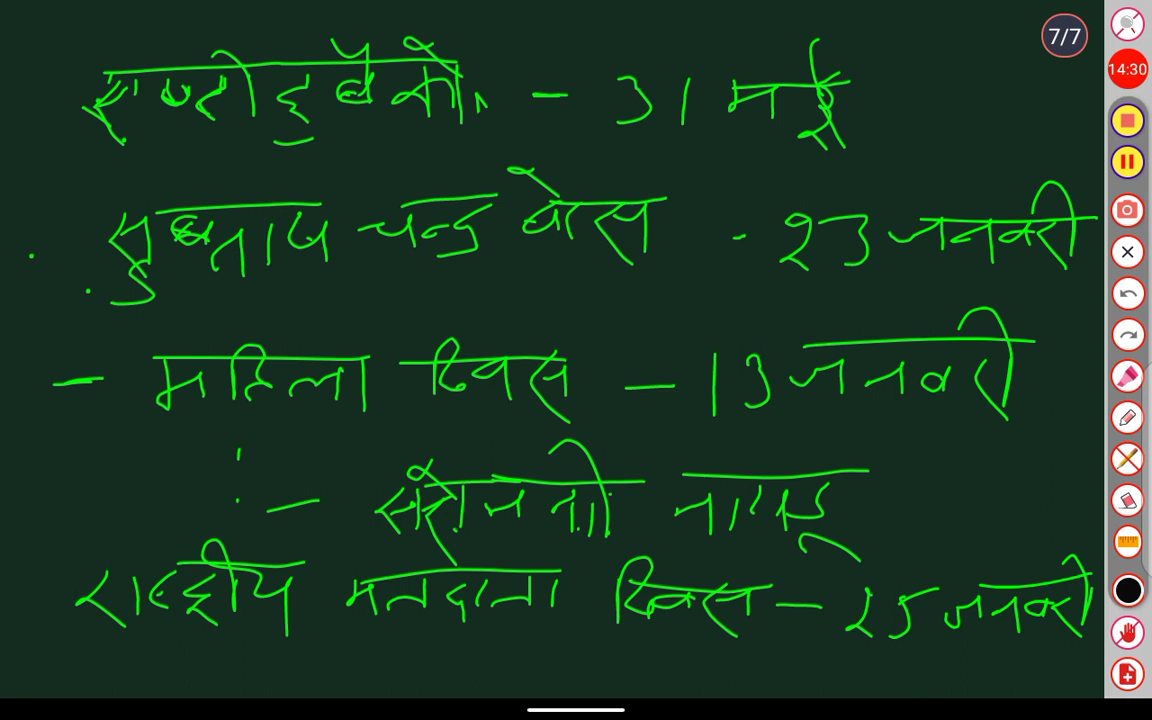 7/7
14:30
एण्टी टुबैको - 31 मई
सुभाष चन्द्र बोस - 23 जनवरी
- महिला दिवस - 13 जनवरी
:- सरोजनी नायडू
राष्ट्रीय मतदाता दिवस - 25 जनवरी